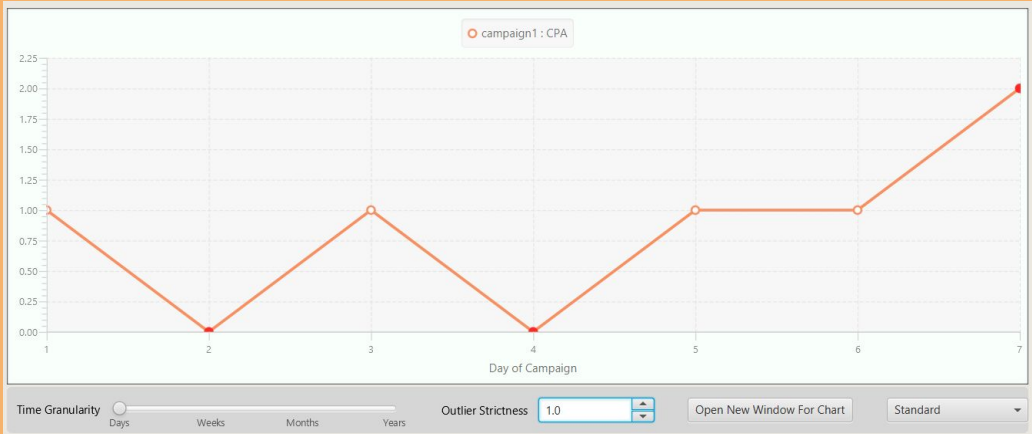 campaign1 : CPA
2.25
2.00
1.75
1.50
1.25
1.00
0.75
0.50
0.25
0.00
1 2 3 4 5 6 7
Day of Campaign
Time Granularity
Days Weeks Months Years
Outlier Strictness 1.0
Open New Window For Chart
Standard